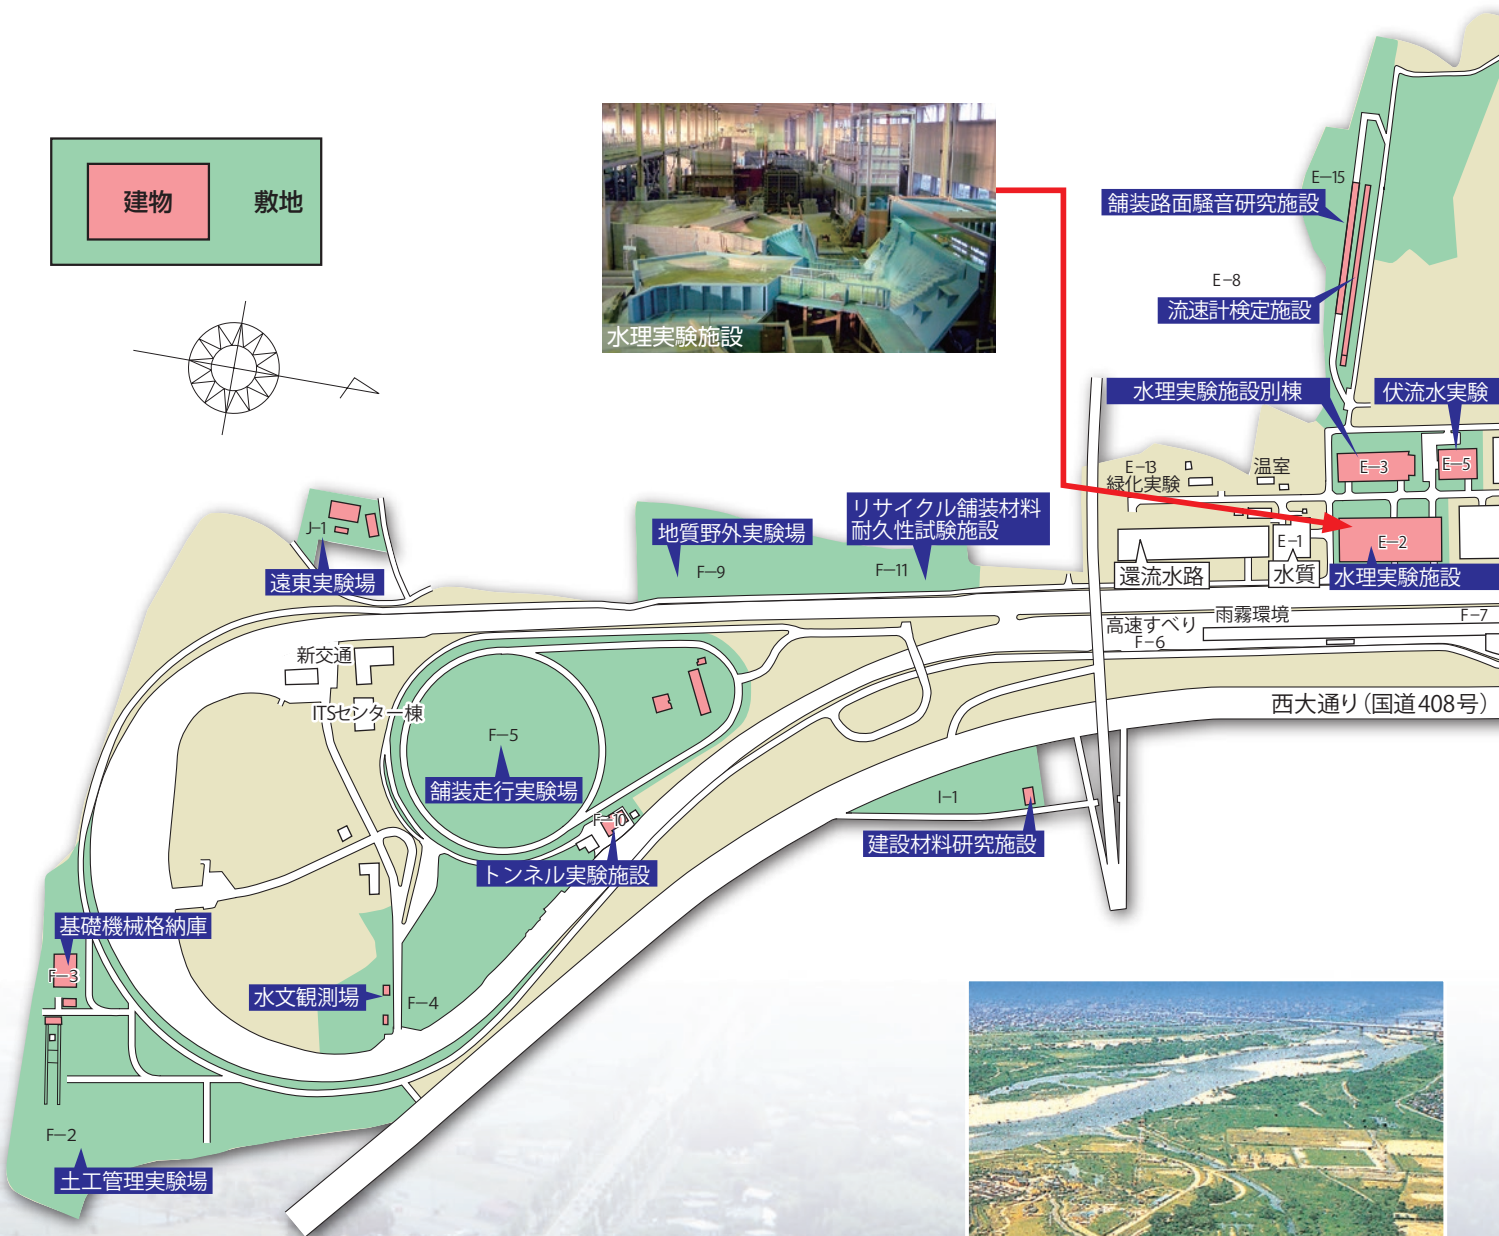 建物
敷地
水理実験施設
E-15
舗装路面騒音研究施設
E-8
流速計検定施設
水理実験施設別棟
伏流水実験
E-13
緑化実験
温室
E-3
E-5
リサイクル舗装材料
耐久性試験施設
地質野外実験場
J-1
遠東実験場
F-9
F-11
E-1
E-2
還流水路
水質
水理実験施設
高速すべり
F-6
雨霧環境
F-7
新交通
ITSセンター棟
西大通り(国道408号)
F-5
舗装走行実験場
I-1
F-10
建設材料研究施設
トンネル実験施設
基礎機械格納庫
F-3
水文観測場
F-4
F-2
土工管理実験場